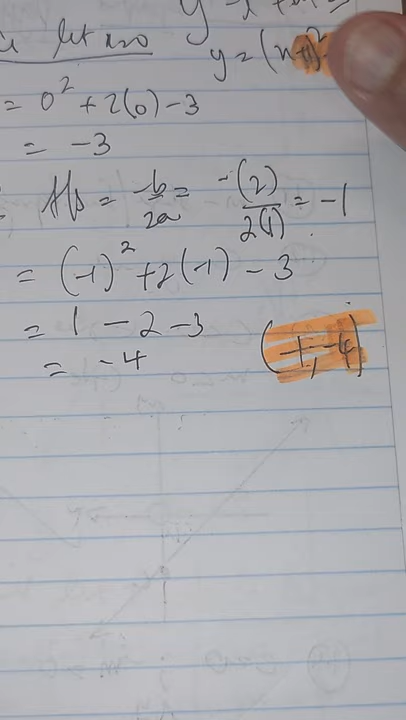 let x=0
y = (x+1)²
= 0² + 2(0) - 3
= -3
A/s = -b/2a = -(2)/2(1) = -1
= (-1)² + 2(-1) - 3
= 1 - 2 - 3
= -4
(-1, -4)